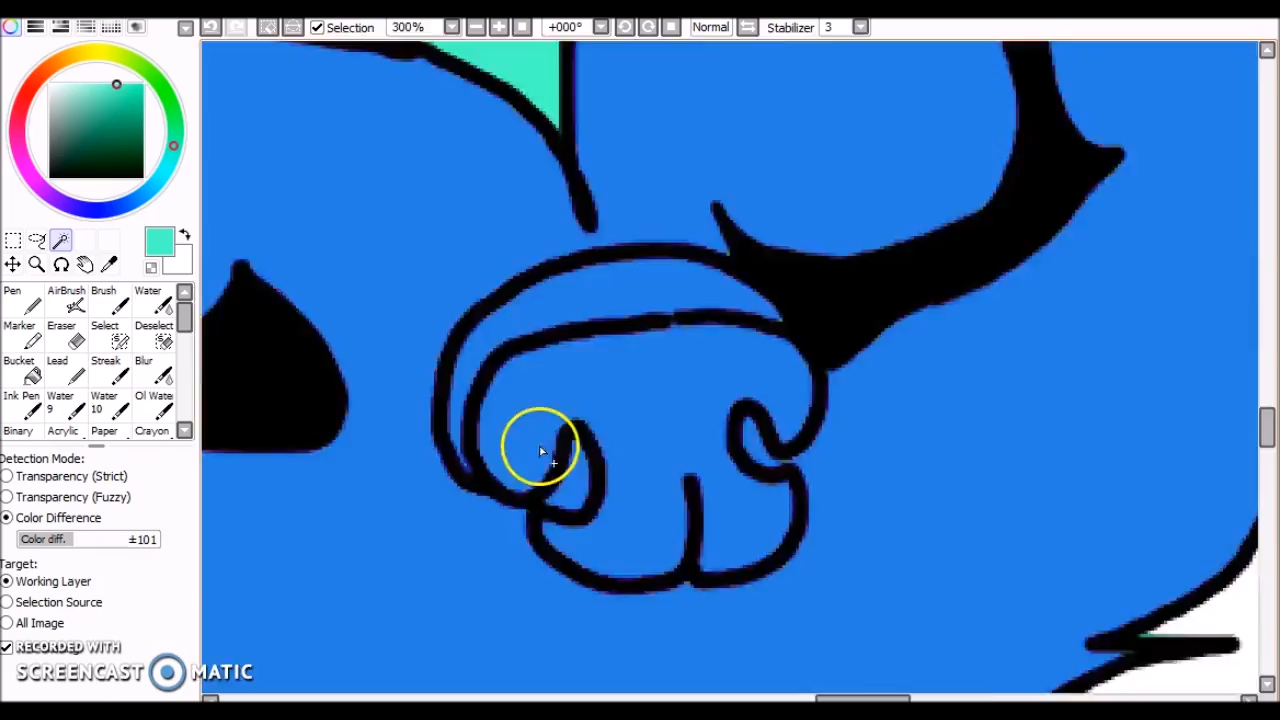 Selection 300% +000° Normal Stabilizer 3
Pen AirBrush Brush Water
Marker Eraser Select Deselect
Bucket Lead Streak Blur
Ink Pen Water 9 Water 10 Ol Wate
Binary Acrylic Paper Crayon
Detection Mode:
Transparency (Strict)
Transparency (Fuzzy)
Color Difference
Color diff. ±101
Target:
Working Layer
Selection Source
All Image
RECORDED WITH
SCREENCAST MATIC